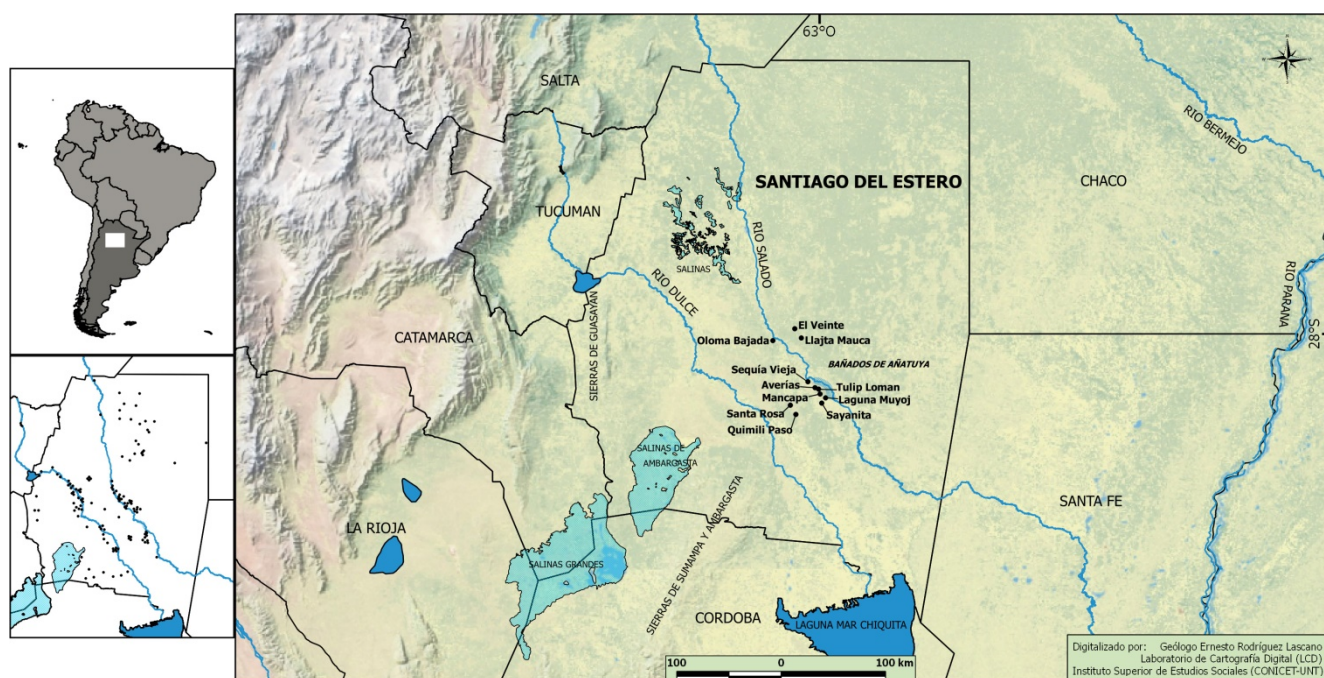 63°O
SALTA
RIO BERMEJO
SANTIAGO DEL ESTERO
CHACO
TUCUMAN
RIO SALADO
SALINAS
RIO DULCE
RIO PARANA
SIERRAS DE GUASAYAN
CATAMARCA
El Veinte
Oloma Bajada
Llajta Mauca
28°S
BAÑADOS DE AÑATUYA
Sequía Vieja
Averías
Tulip Loman
Mancapa
Laguna Muyoj
Santa Rosa
Sayanita
Quimili Paso
SALINAS DE
AMBARGASTA
SANTA FE
LA RIOJA
SIERRAS DE SUMAMPA Y AMBARGASTA
SALINAS GRANDES
CORDOBA
LAGUNA MAR CHIQUITA
100 0 100 km
Digitalizado por: Geólogo Ernesto Rodríguez Lascano
Laboratorio de Cartografía Digital (LCD)
Instituto Superior de Estudios Sociales (CONICET-UNT)